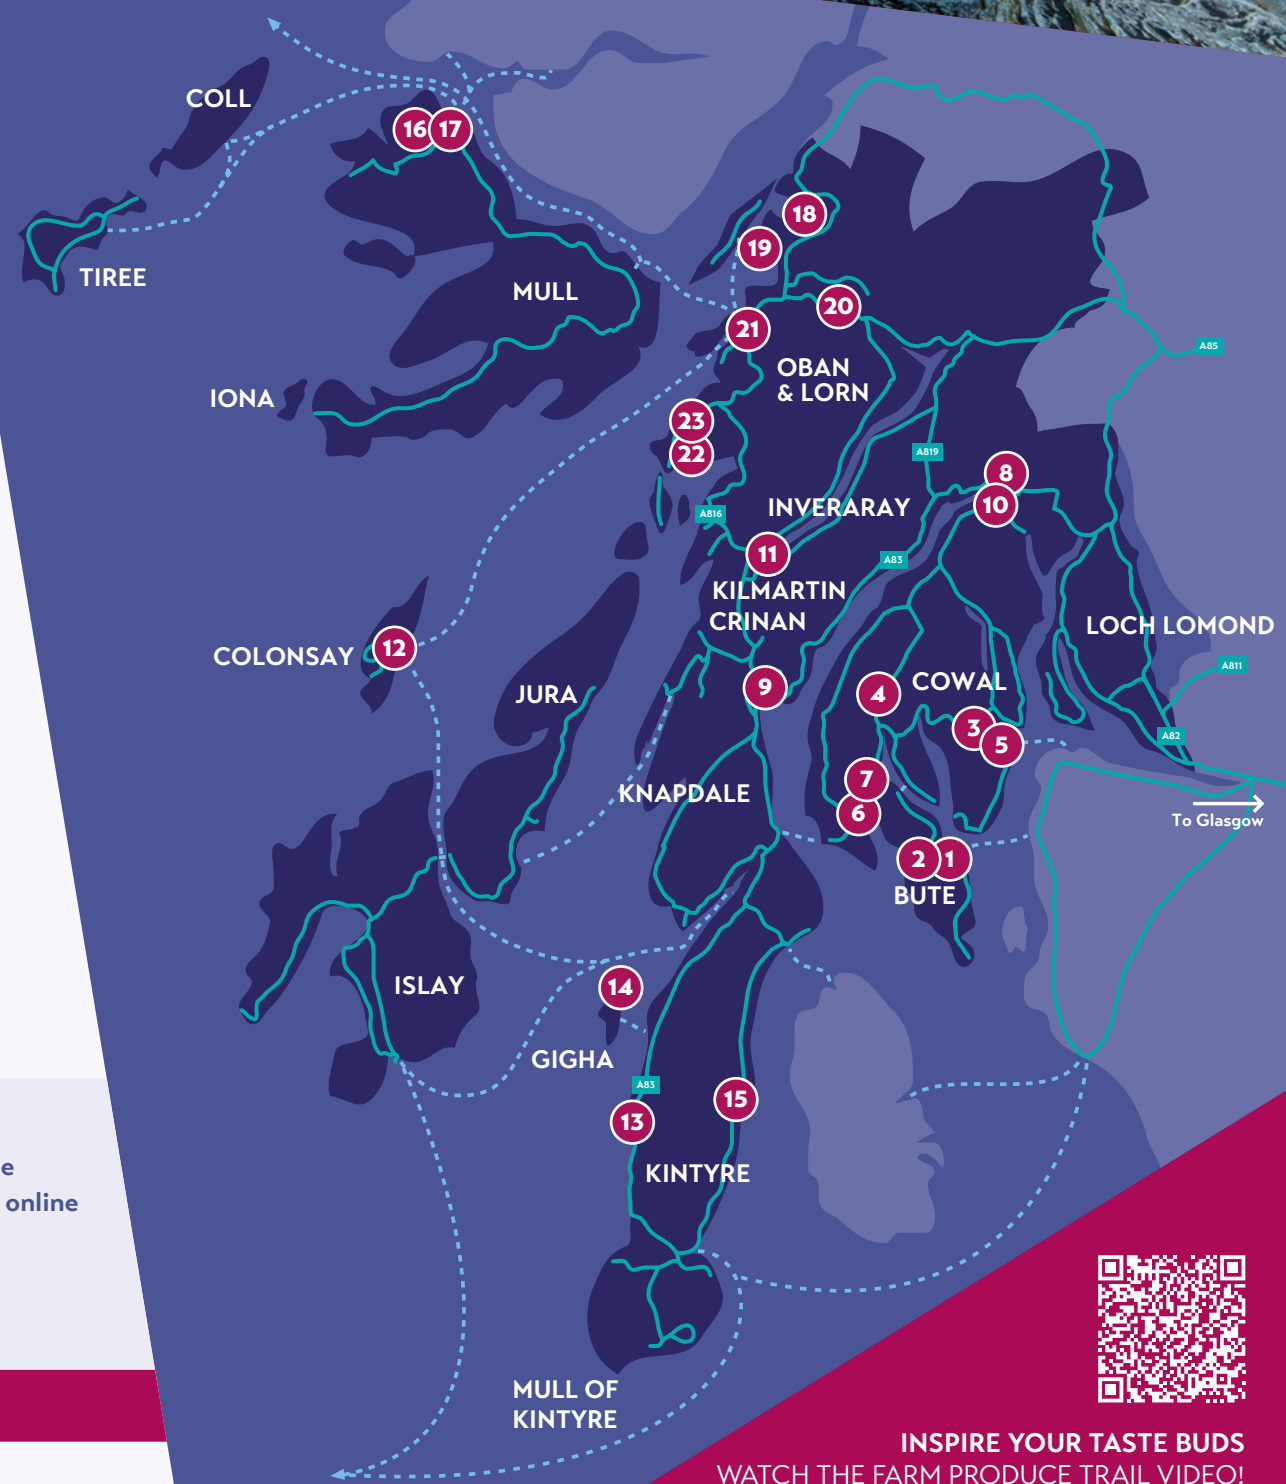 COLL
16
17
TIREE
18
19
MULL
20
21
OBAN
& LORN
A85
IONA
23
22
A819
8
10
INVERARAY
A816
11
A83
KILMARTIN
CRINAN
LOCH LOMOND
COLONSAY
12
A811
JURA
9
4
COWAL
3
5
A82
KNAPDALE
7
6
To Glasgow
2
1
BUTE
ISLAY
14
GIGHA
A83
13
15
KINTYRE
e
online
MULL OF
KINTYRE
INSPIRE YOUR TASTE BUDS
WATCH THE FARM PRODUCE TRAIL VIDEO!